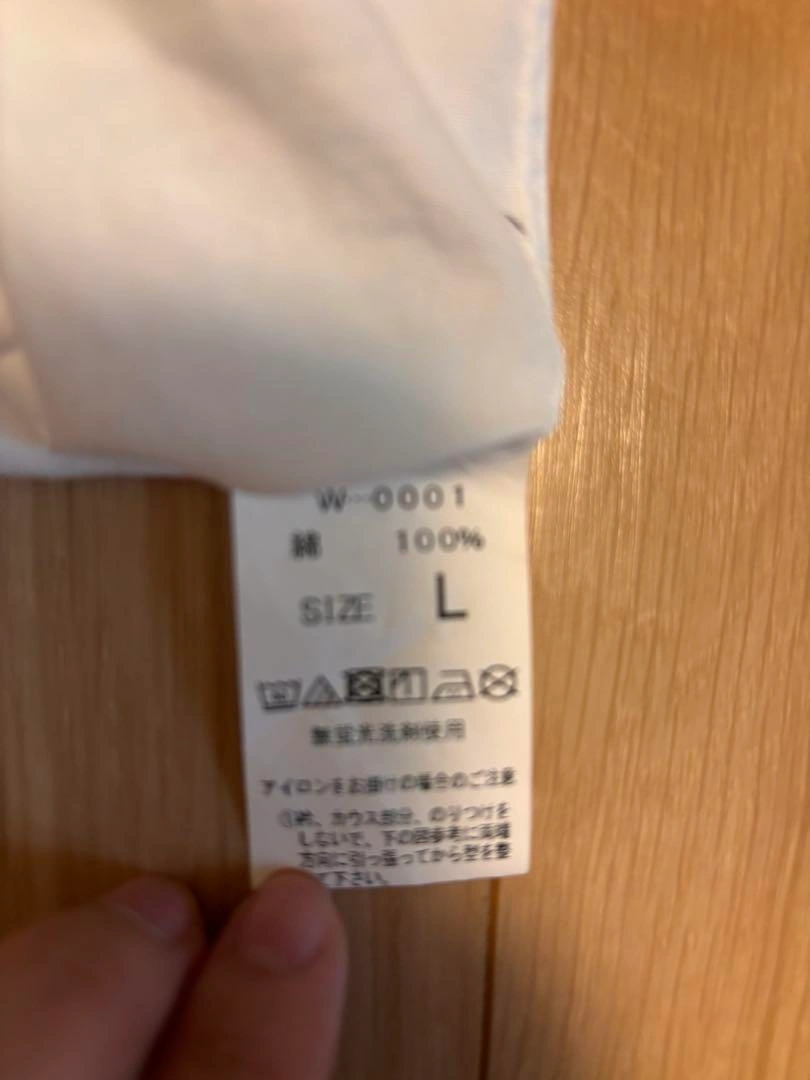 W-0001
綿 100%
SIZE L
無蛍光洗剤使用
アイロンをお掛けの場合のご注意
①衿、カウス部分、のりつけを
しないで、下の図参考に両端
方向に引っ張ってから型を整
て下さい。